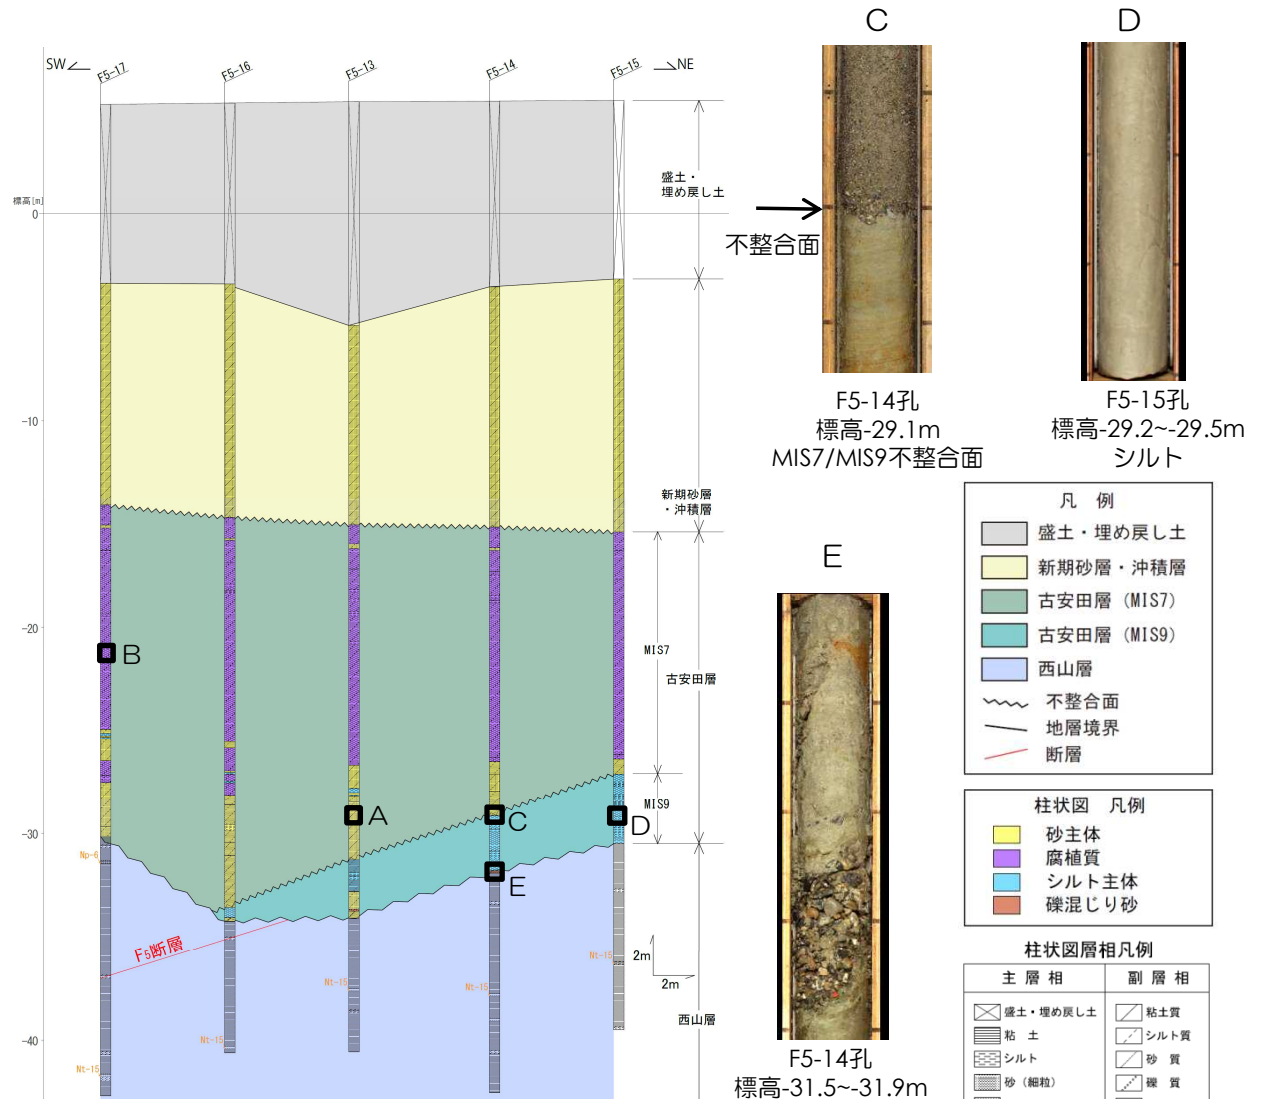 C
D
SW
F5-17
F5-16
F5-13
F5-14
F5-15
NE
標高[m]
0
-10
-20
-30
-40
盛土・
埋め戻し土
新期砂層
・沖積層
MIS7
古安田層
MIS9
西山層
B
A
C
D
E
Np-6
F5断層
Nt-15
Nt-15
Nt-15
Nt-15
Nt-15
2m
2m
不整合面
F5-14孔
標高-29.1m
MIS7/MIS9不整合面
F5-15孔
標高-29.2~-29.5m
シルト
E
F5-14孔
標高-31.5~-31.9m
凡 例
盛土・埋め戻し土
新期砂層・沖積層
古安田層 (MIS7)
古安田層 (MIS9)
西山層
不整合面
地層境界
断層
柱状図 凡例
砂主体
腐植質
シルト主体
礫混じり砂
柱状図層相凡例
主 層 相
副 層 相
盛土・埋め戻し土
粘土質
粘 土
シルト質
シルト
砂 質
砂 (細粒)
礫 質